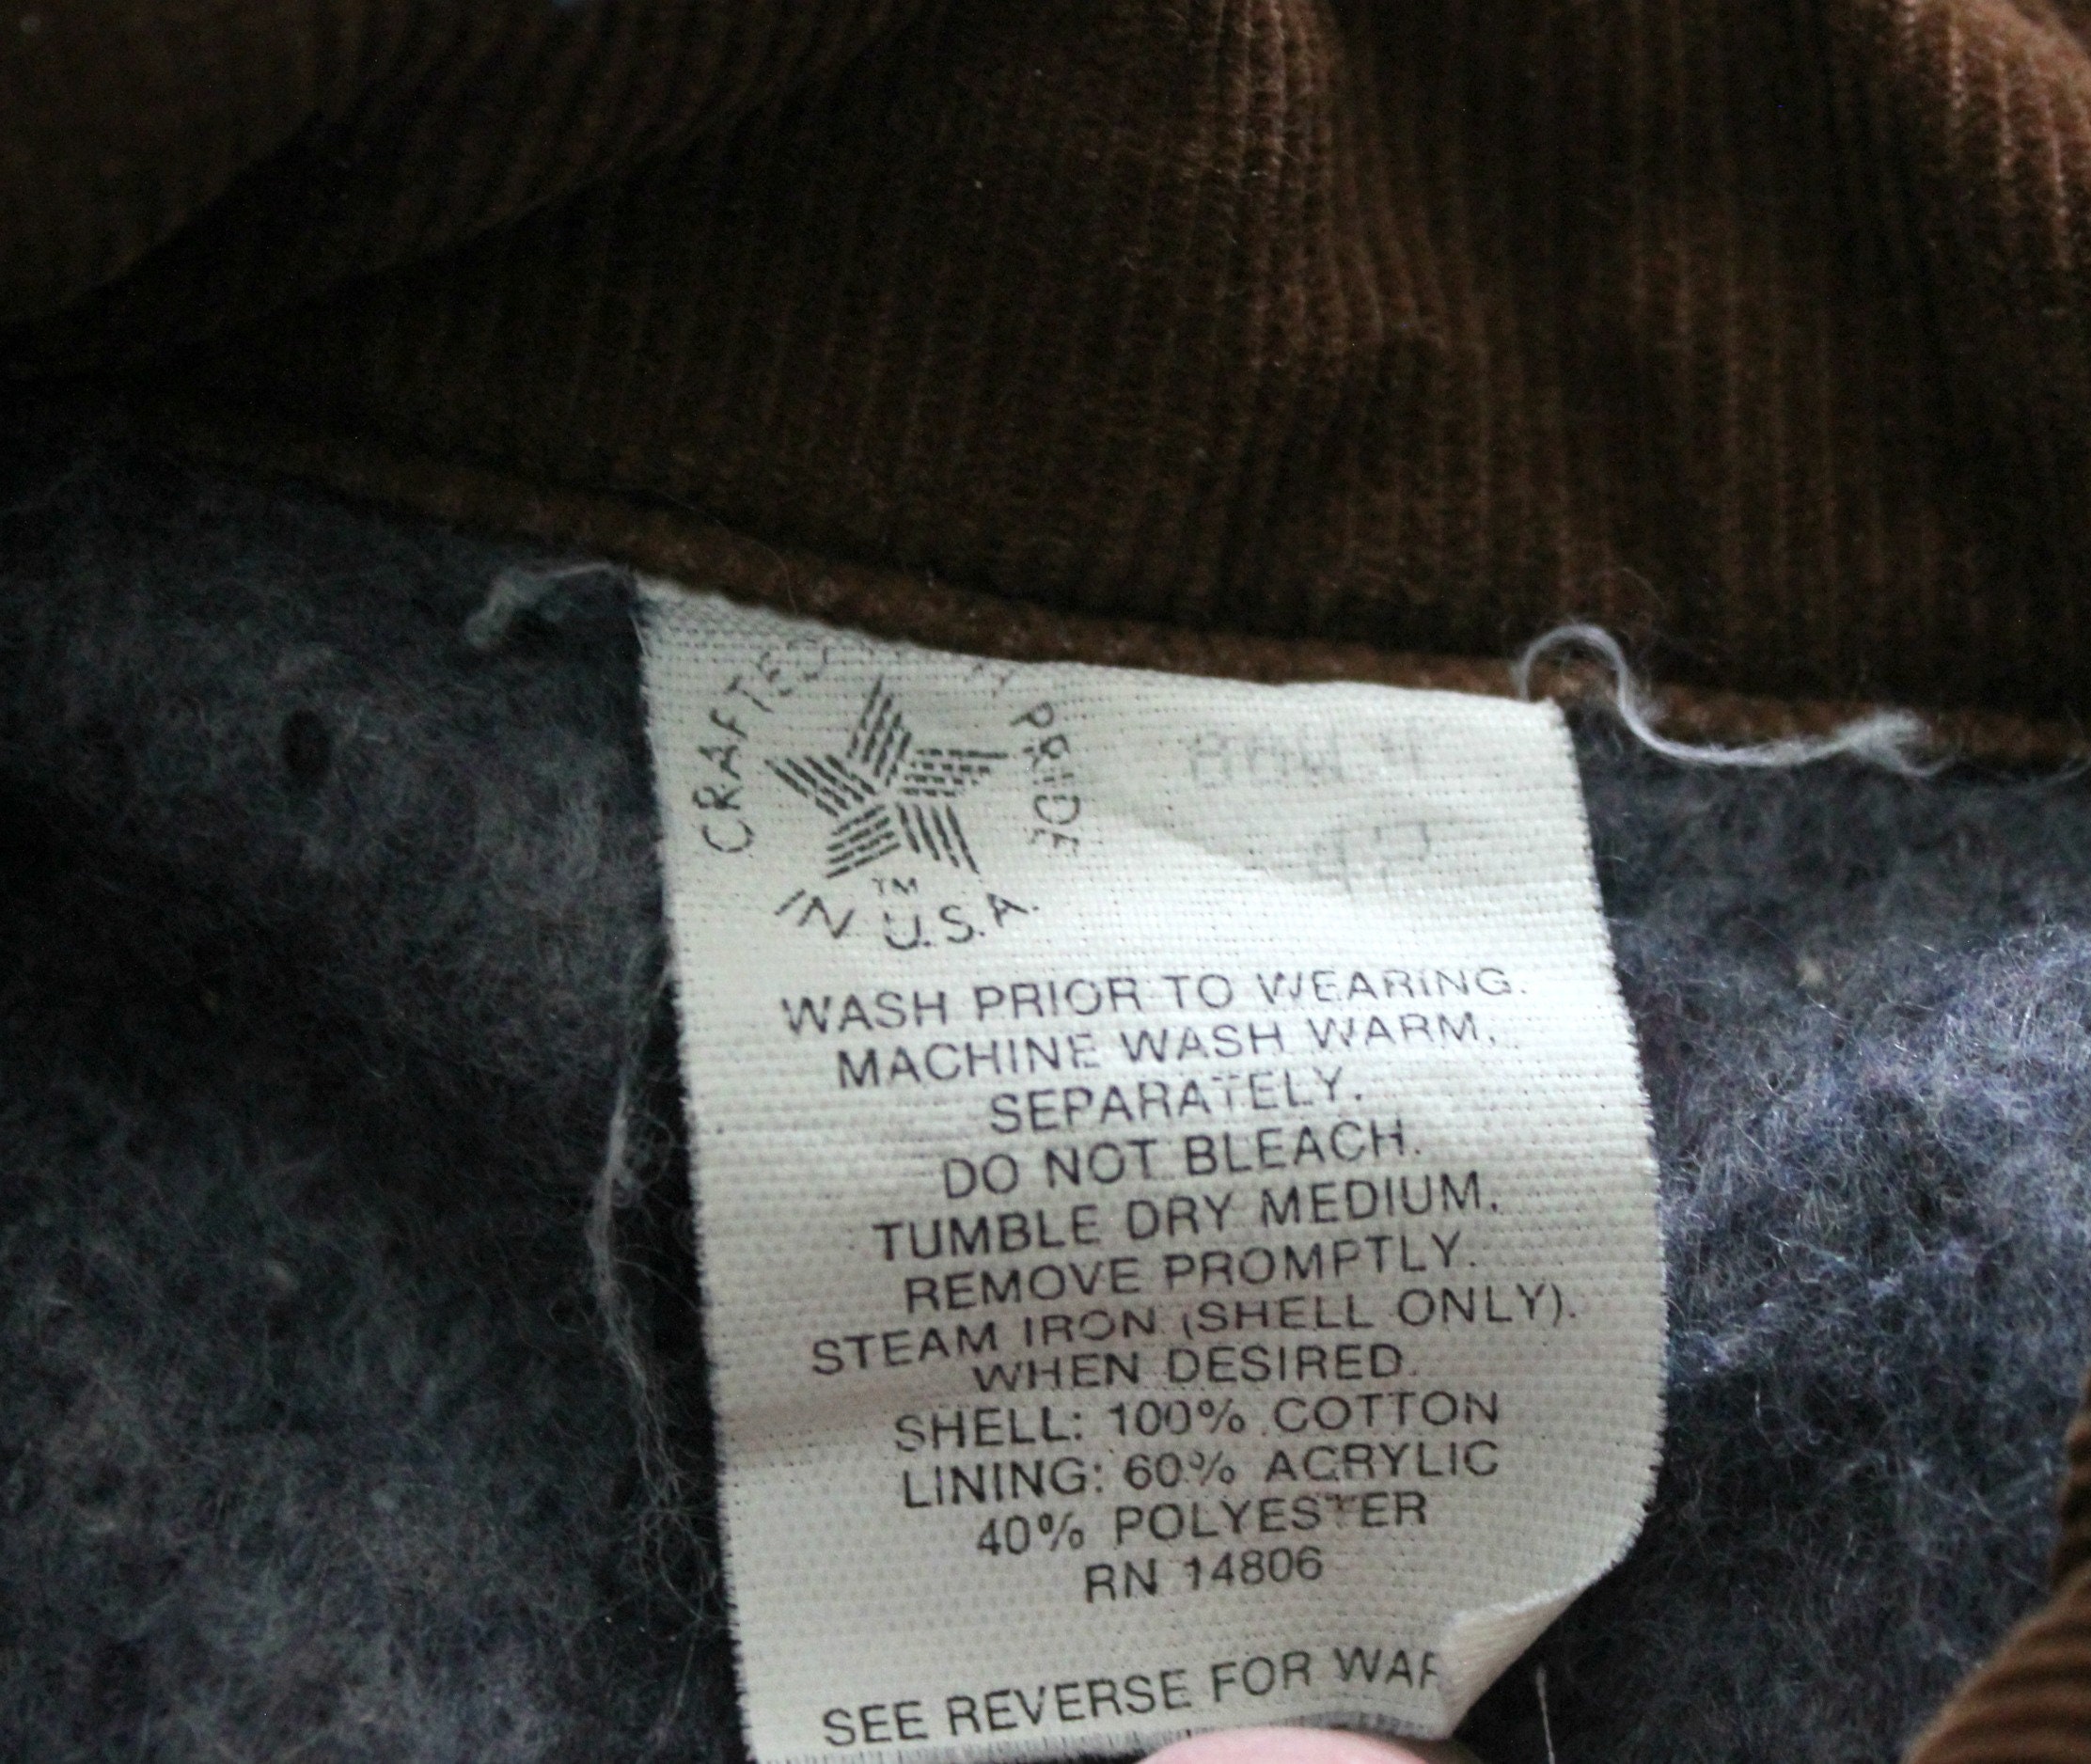 CRAFTED PRIDE
IN U.S.A.
TM
WASH PRIOR TO WEARING.
MACHINE WASH WARM,
SEPARATELY.
DO NOT BLEACH.
TUMBLE DRY MEDIUM.
REMOVE PROMPTLY.
STEAM IRON (SHELL ONLY).
WHEN DESIRED.
SHELL: 100% COTTON
LINING: 60% ACRYLIC
40% POLYESTER
RN 14806
SEE REVERSE FOR